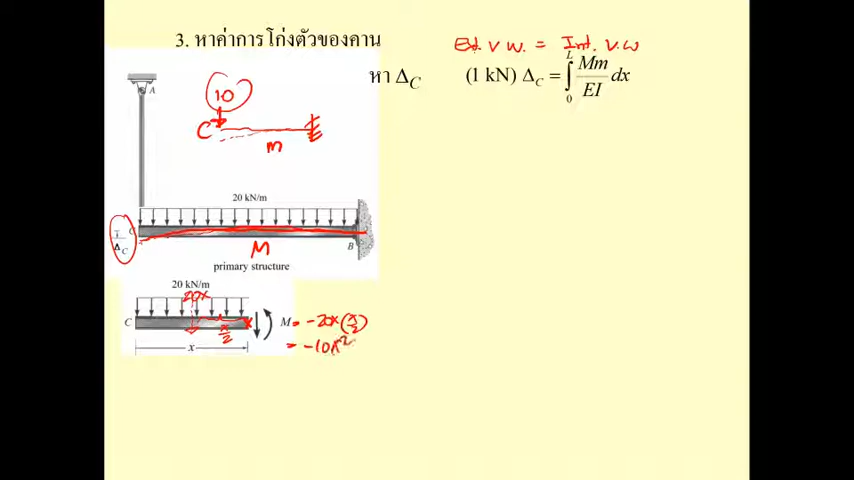 3. หาค่าการโก่งตัวของคาน
Ext. V W. = Int. V.W
หา Δ_C (1 kN) Δ_C = ∫_0^L Mm/EI dx
A
10
C
m
20 kN/m
C
Δ_C
M
B
primary structure
20 kN/m
20x
C
x/2
M = -20x(x/2)
= -10x²
x